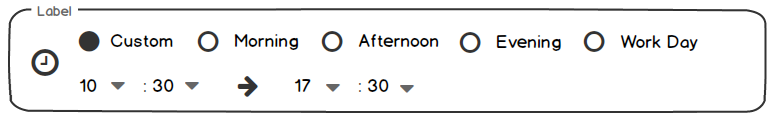 Label
Custom Morning Afternoon Evening Work Day
10 : 30 17 : 30